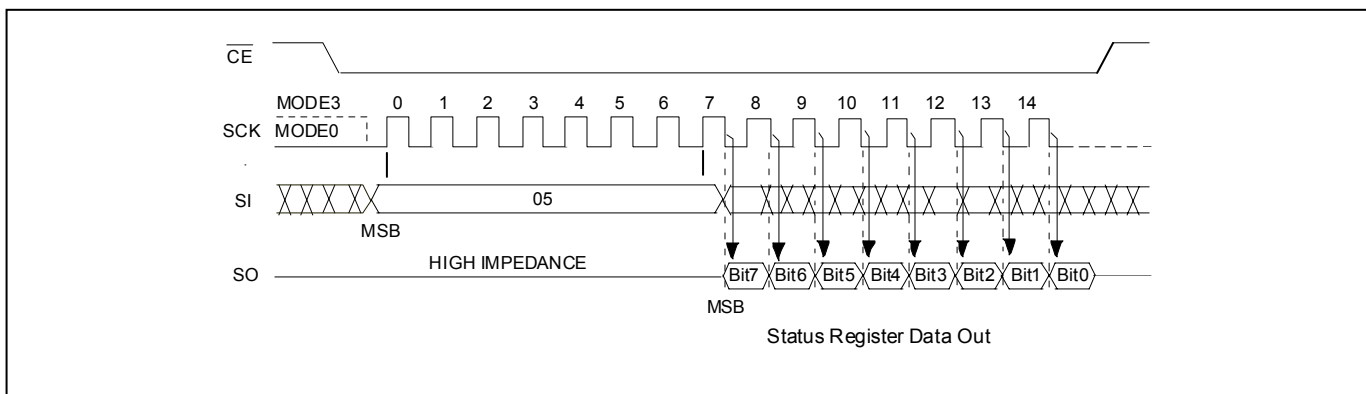 CE
MODE3 0 1 2 3 4 5 6 7 8 9 10 11 12 13 14
SCK MODE0
SI 05
MSB
SO HIGH IMPEDANCE Bit7 Bit6 Bit5 Bit4 Bit3 Bit2 Bit1 Bit0
MSB
Status Register Data Out